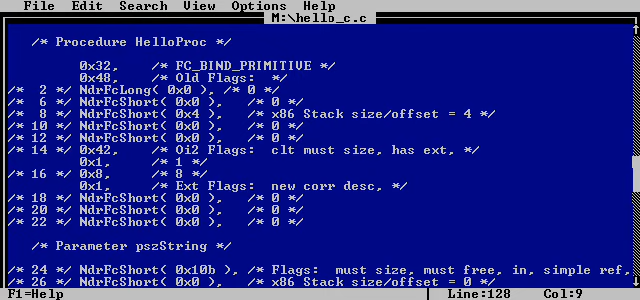 File Edit Search View Options Help
M:\hello_c.c
/* Procedure HelloProc */
0x32, /* FC_BIND_PRIMITIVE */
0x48, /* Old Flags: */
/* 2 */ NdrFcLong( 0x0 ), /* 0 */
/* 6 */ NdrFcShort( 0x0 ), /* 0 */
/* 8 */ NdrFcShort( 0x4 ), /* x86 Stack size/offset = 4 */
/* 10 */ NdrFcShort( 0x0 ), /* 0 */
/* 12 */ NdrFcShort( 0x0 ), /* 0 */
/* 14 */ 0x42, /* Oi2 Flags: clt must size, has ext, */
0x1, /* 1 */
/* 16 */ 0x8, /* 8 */
0x1, /* Ext Flags: new corr desc, */
/* 18 */ NdrFcShort( 0x0 ), /* 0 */
/* 20 */ NdrFcShort( 0x0 ), /* 0 */
/* 22 */ NdrFcShort( 0x0 ), /* 0 */
/* Parameter pszString */
/* 24 */ NdrFcShort( 0x10b ), /* Flags: must size, must free, in, simple ref,
/* 26 */ NdrFcShort( 0x0 ), /* x86 Stack size/offset = 0 */
F1=Help Line:128 Col:9